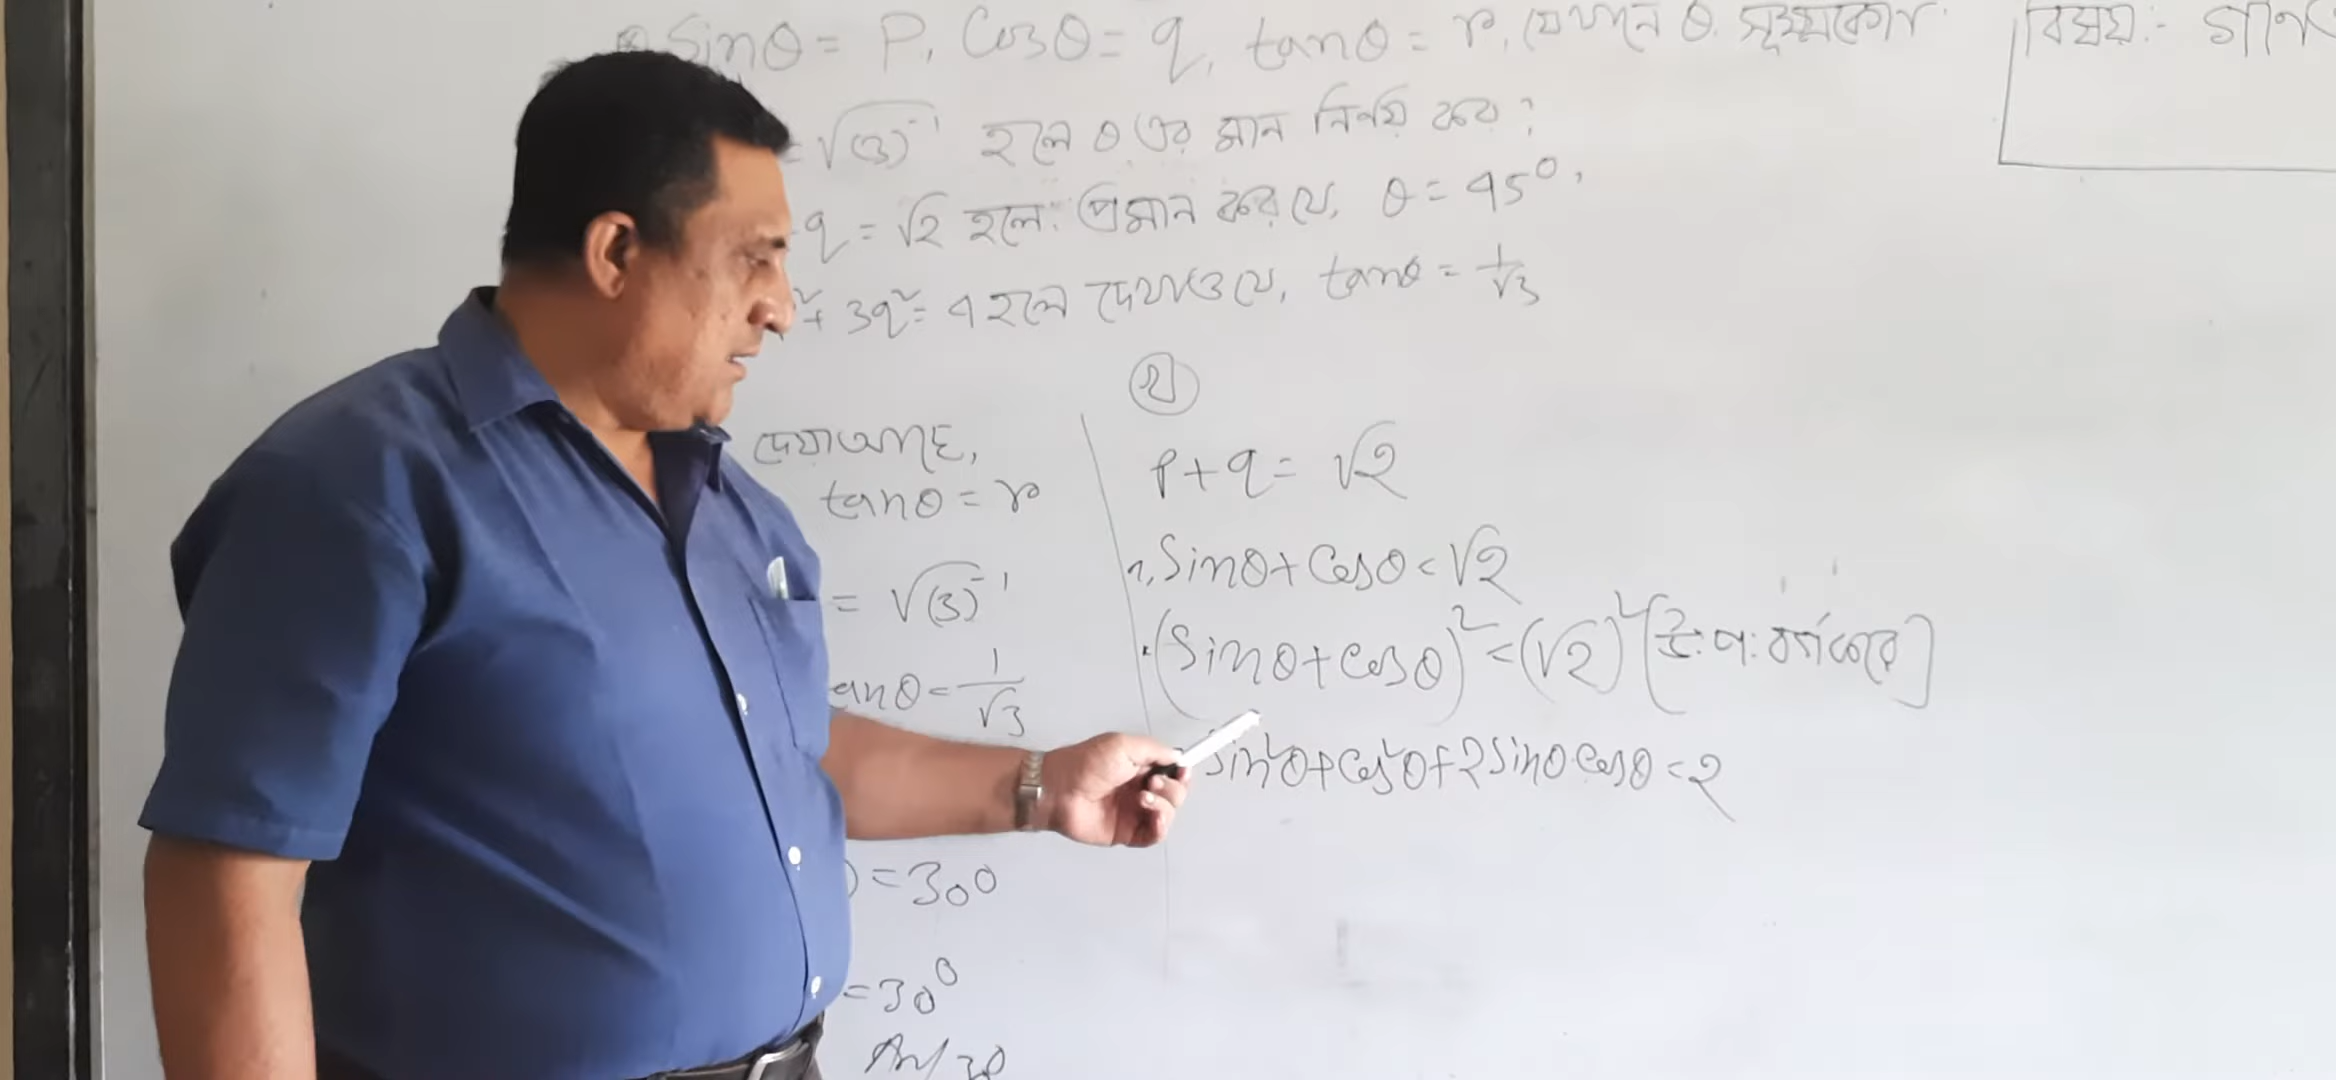 Sinθ = P, Cosθ = q, tanθ = r, যেখানে θ সূক্ষ্মকোণ
বিষয়:-
= √(3)⁻¹ হলে θ এর মান নির্ণয় কর?
q = √2 হলে প্রমান কর যে, θ = 45°
² + 3q² = 4 হলে দেখাও যে, tanθ = 1/√3
দেয়া আছে,
tanθ = r
= √(3)⁻¹
anθ = 1/√3
= 30°
= 30°
খ
P + q = √2
Sinθ + Cosθ = √2
(Sinθ + Cosθ)² = (√2)² [উ: প: বর্গ করে]
Sin²θ + Cos²θ + 2Sinθ.Cosθ = 2